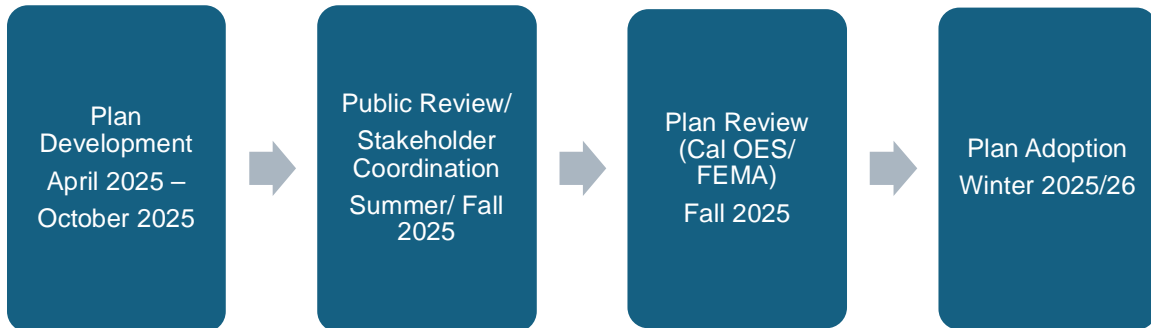 Plan
Development
April 2025 –
October 2025
Public Review/
Stakeholder
Coordination
Summer/ Fall
2025
Plan Review
(Cal OES/
FEMA)
Fall 2025
Plan Adoption
Winter 2025/26